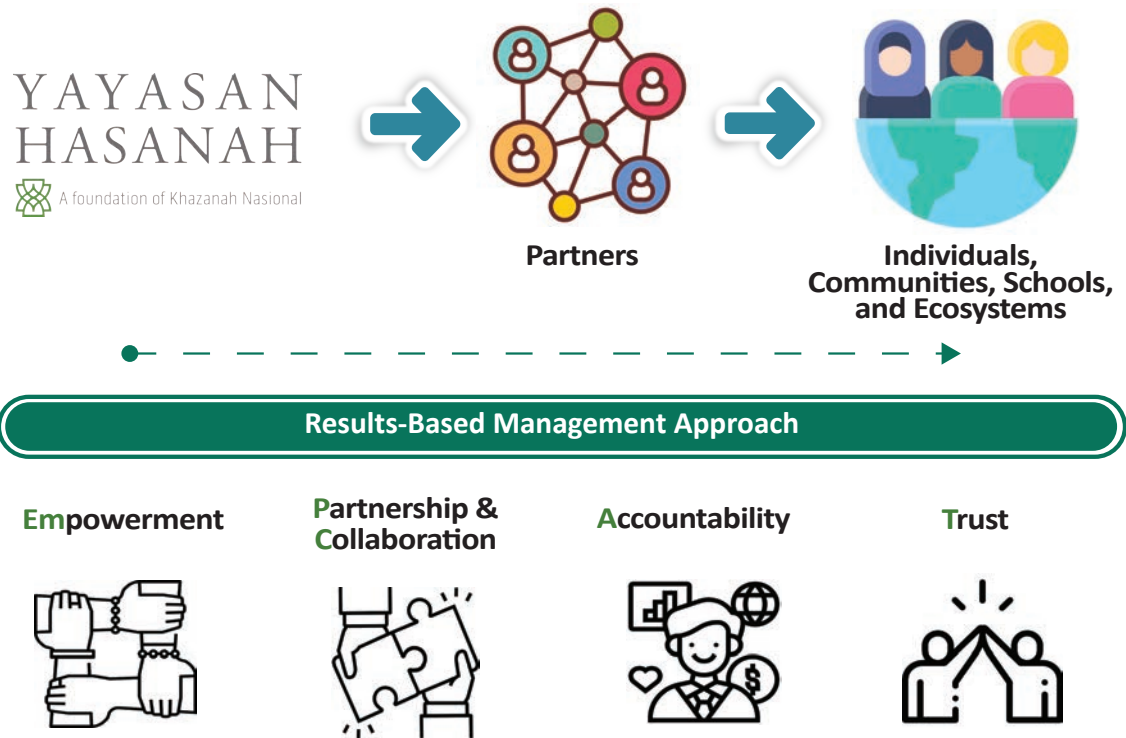 YAYASAN
HASANAH
A foundation of Khazanah Nasional
Partners
Individuals,
Communities, Schools,
and Ecosystems
Results-Based Management Approach
Empowerment
Partnership &
Collaboration
Accountability
Trust
$